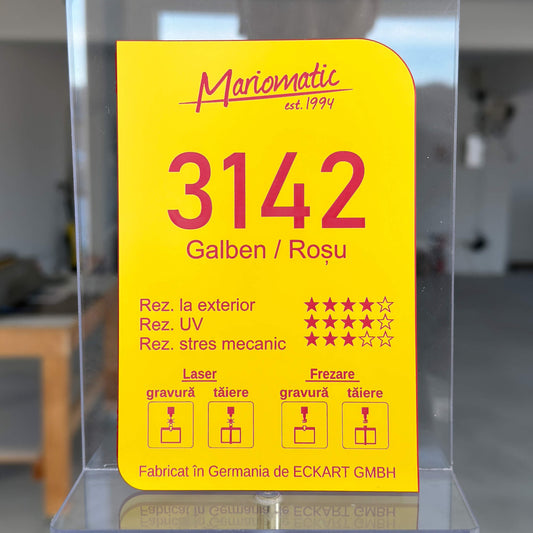 Mariomatic
est. 1994
3142
Galben / Roșu
Rez. la exterior ★★★★☆
Rez. UV ★★★★☆
Rez. stres mecanic ★★★☆☆
Laser Frezare
gravură tăiere gravură tăiere
Fabricat în Germania de ECKART GMBH